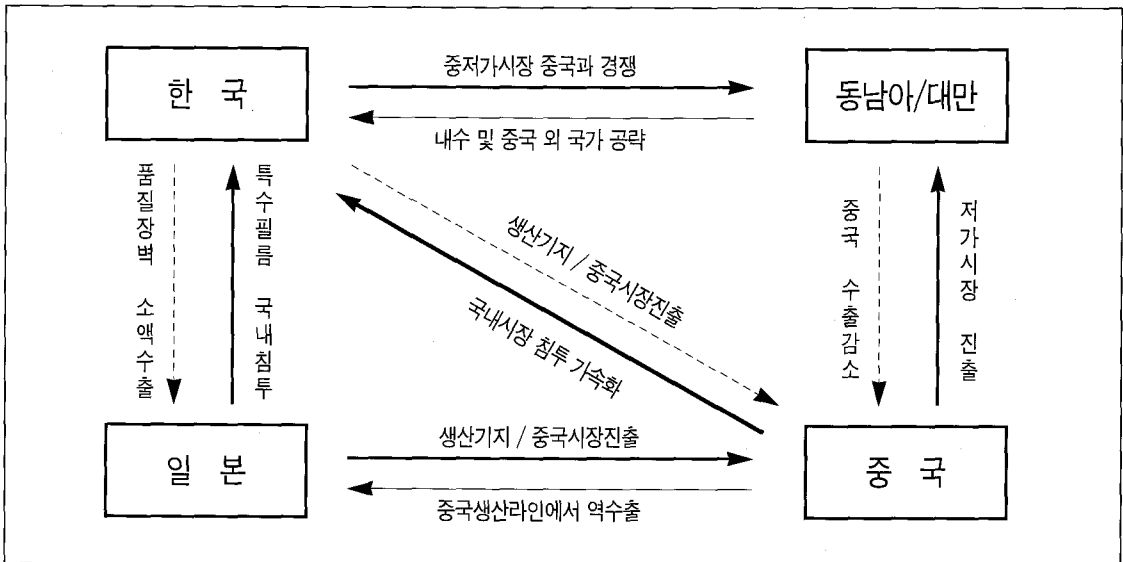 한 국
중저가시장 중국과 경쟁
동남아/대만
내수 및 중국 외 국가 공략
품질장벽 소액수출
특수필름 국내침투
생산기지 / 중국시장진출
국내시장 침투 가속화
중국 수출감소
저가시장 진출
일 본
생산기지 / 중국시장진출
중국생산라인에서 역수출
중 국